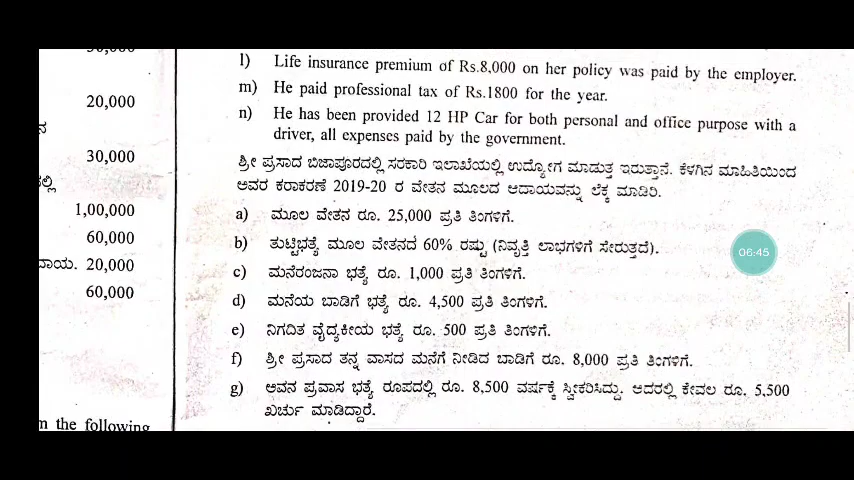 20,000
30,000
1,00,000
60,000
ದಾಯ. 20,000
60,000
m the following
l) Life insurance premium of Rs.8,000 on her policy was paid by the employer.
m) He paid professional tax of Rs.1800 for the year.
n) He has been provided 12 HP Car for both personal and office purpose with a
driver, all expenses paid by the government.
ಶ್ರೀ ಪ್ರಸಾದ ಬಿಜಾಪೂರದಲ್ಲಿ ಸರಕಾರಿ ಇಲಾಖೆಯಲ್ಲಿ ಉದ್ಯೋಗ ಮಾಡುತ್ತ ಇರುತ್ತಾನೆ. ಕೆಳಗಿನ ಮಾಹಿತಿಯಿಂದ
ಅವರ ಕರಾಕರಣೆ 2019-20 ರ ವೇತನ ಮೂಲದ ಆದಾಯವನ್ನು ಲೆಕ್ಕ ಮಾಡಿರಿ.
a) ಮೂಲ ವೇತನ ರೂ. 25,000 ಪ್ರತಿ ತಿಂಗಳಿಗೆ.
b) ತುಟ್ಟಿಭತ್ಯೆ ಮೂಲ ವೇತನದ 60% ರಷ್ಟು (ನಿವೃತ್ತಿ ಲಾಭಗಳಿಗೆ ಸೇರುತ್ತದೆ).
c) ಮನೆರಂಜನಾ ಭತ್ಯೆ ರೂ. 1,000 ಪ್ರತಿ ತಿಂಗಳಿಗೆ.
d) ಮನೆಯ ಬಾಡಿಗೆ ಭತ್ಯೆ ರೂ. 4,500 ಪ್ರತಿ ತಿಂಗಳಿಗೆ.
e) ನಿಗದಿತ ವೈದ್ಯಕೀಯ ಭತ್ಯೆ ರೂ. 500 ಪ್ರತಿ ತಿಂಗಳಿಗೆ.
f) ಶ್ರೀ ಪ್ರಸಾದ ತನ್ನ ವಾಸದ ಮನೆಗೆ ನೀಡಿದ ಬಾಡಿಗೆ ರೂ. 8,000 ಪ್ರತಿ ತಿಂಗಳಿಗೆ.
g) ಅವನ ಪ್ರವಾಸ ಭತ್ಯೆ ರೂಪದಲ್ಲಿ ರೂ. 8,500 ವರ್ಷಕ್ಕೆ ಸ್ವೀಕರಿಸಿದ್ದು. ಅದರಲ್ಲಿ ಕೇವಲ ರೂ. 5,500
ಖರ್ಚು ಮಾಡಿದ್ದಾರೆ.
06:45